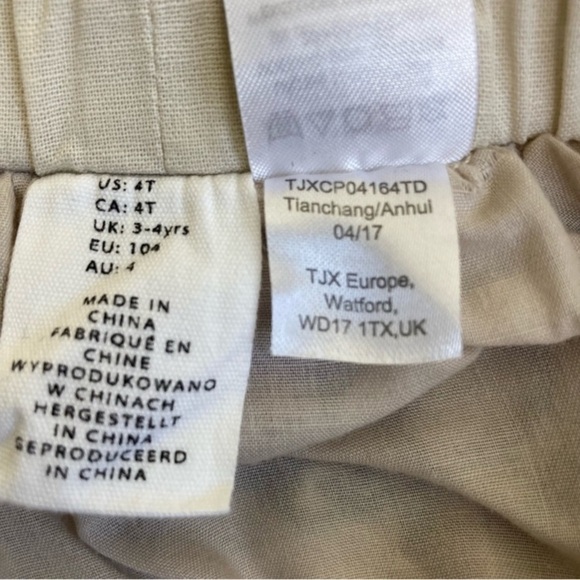 US: 4T
CA: 4T
UK: 3-4yrs
EU: 104
AU: 4
MADE IN
CHINA
FABRIQUÉ EN
CHINE
WYPRODUKOWANO
W CHINACH
HERGESTELLT
IN CHINA
GEPRODUCEERD
IN CHINA
TJXCP04164TD
Tianchang/Anhui
04/17
TJX Europe,
Watford,
WD17 1TX,UK